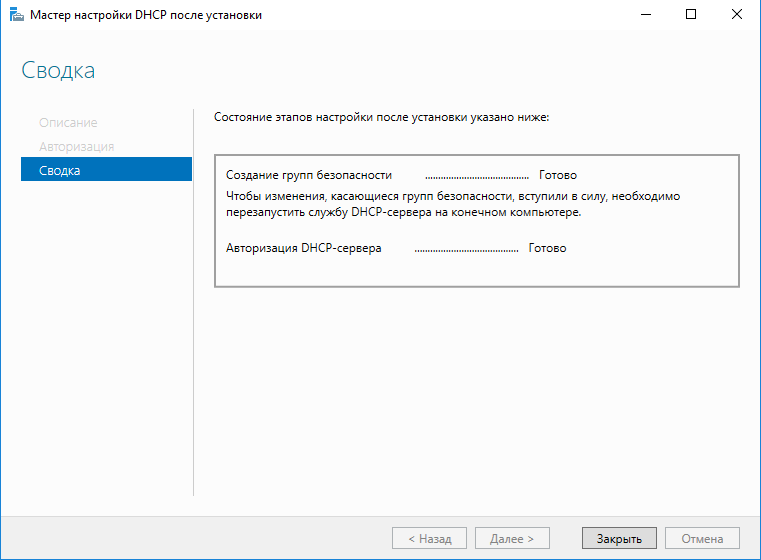 Мастер настройки DHCP после установки
Сводка
Описание
Авторизация
Сводка
Состояние этапов настройки после установки указано ниже:
Создание групп безопасности ........................................ Готово
Чтобы изменения, касающиеся групп безопасности, вступили в силу, необходимо
перезапустить службу DHCP-сервера на конечном компьютере.
Авторизация DHCP-сервера ........................................ Готово
< Назад
Далее >
Закрыть
Отмена